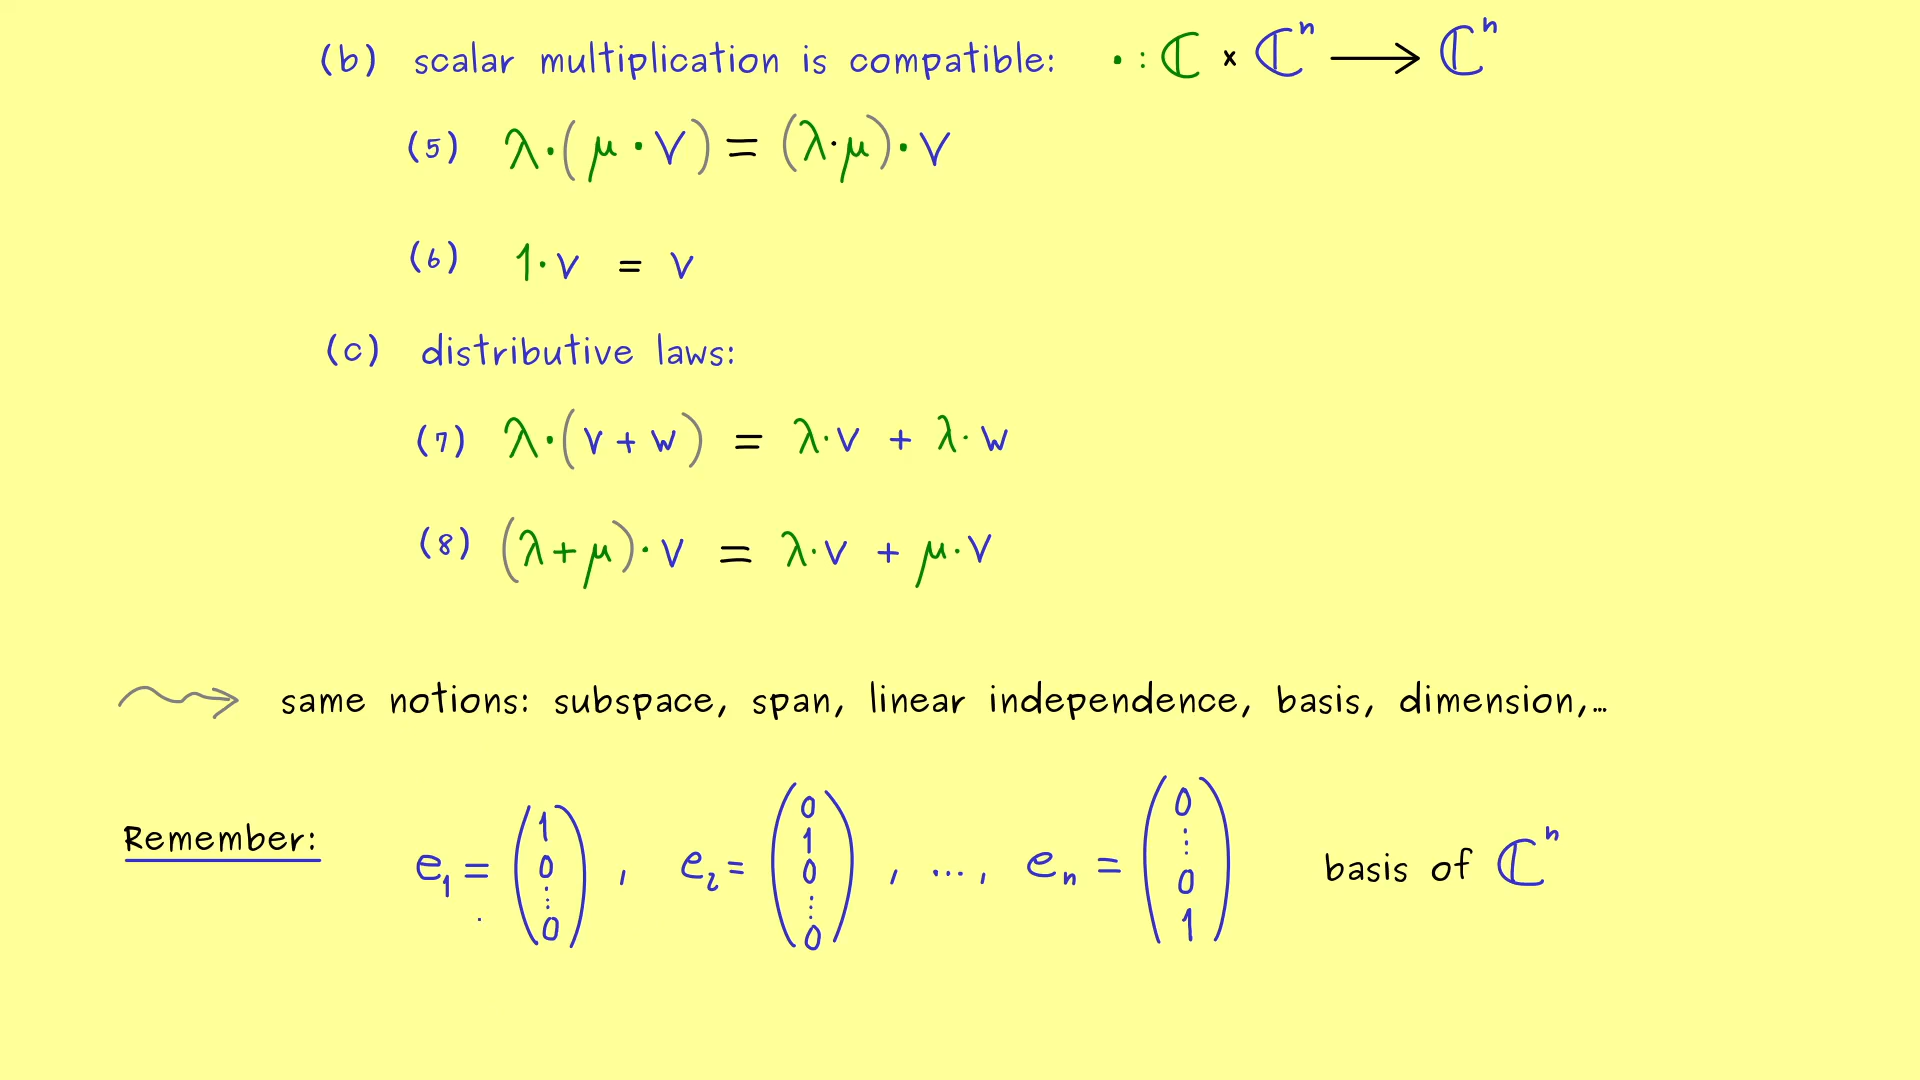 (b) scalar multiplication is compatible: · : ℂ × ℂⁿ ⟶ ℂⁿ
(5) λ·(μ·v) = (λ·μ)·v
(6) 1·v = v
(c) distributive laws:
(7) λ·(v + w) = λ·v + λ·w
(8) (λ+μ)·v = λ·v + μ·v
same notions: subspace, span, linear independence, basis, dimension,...
Remember: e₁ = (1 0 ⋮ 0), e₂ = (0 1 0 ⋮ 0), ..., eₙ = (0 ⋮ 0 1) basis of ℂⁿ